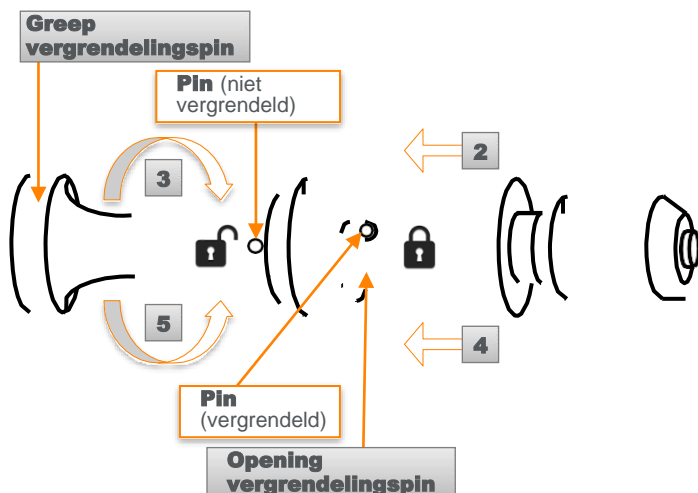 Greep
vergrendelingspin
Pin (niet
vergrendeld)
2
3
5
4
Pin
(vergrendeld)
Opening
vergrendelingspin